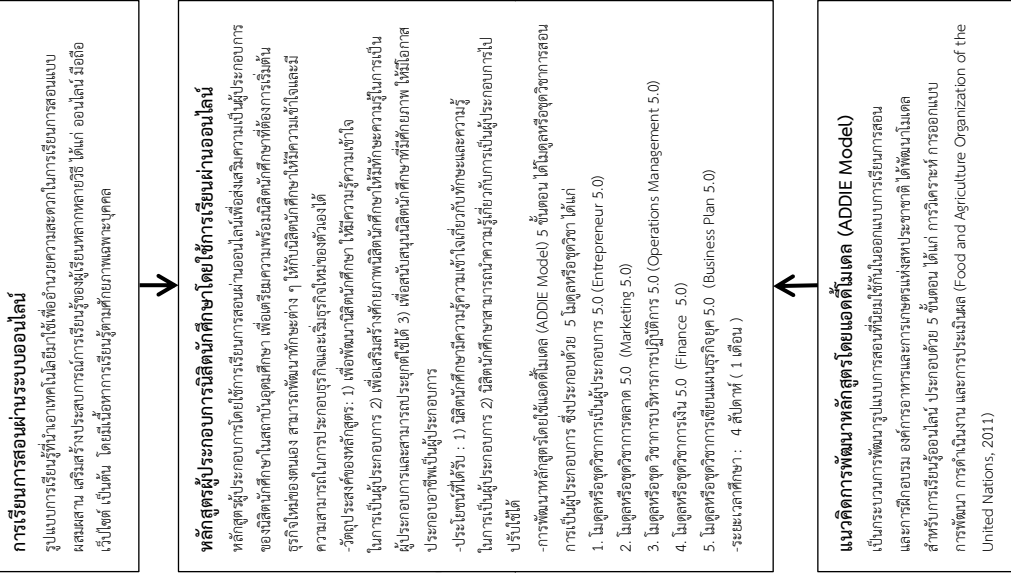 การเรียนการสอนผ่านระบบออนไลน์
รูปแบบการเรียนรู้ที่นำเอาเทคโนโลยีมาใช้เพื่ออำนวยความสะดวกในการเรียนการสอนแบบ
ผสมผสาน เสริมสร้างประสบการณ์การเรียนรู้ของผู้เรียนหลากหลายวิธี ได้แก่ ออนไลน์ มือถือ
เว็ปไซต์ เป็นต้น โดยมีเนื้อหาการเรียนรู้ตามศักยภาพเฉพาะบุคคล
หลักสูตรผู้ประกอบการนิสิตนักศึกษาโดยใช้การเรียนผ่านออนไลน์
หลักสูตรผู้ประกอบการโดยใช้การเรียนการสอนผ่านออนไลน์เพื่อส่งเสริมความเป็นผู้ประกอบการ
ของนิสิตนักศึกษาในสถาบันอุดมศึกษา เพื่อเตรียมความพร้อมนิสิตนักศึกษาที่ต้องการเริ่มต้น
ธุรกิจใหม่ของตนเอง สามารถพัฒนาทักษะต่าง ๆ ให้กับนิสิตนักศึกษาให้มีความเข้าใจและมี
ความสามารถในการประกอบธุรกิจและเริ่มธุรกิจใหม่ของตัวเองได้
-วัตถุประสงค์ของหลักสูตร: 1) เพื่อพัฒนานิสิตนักศึกษา ให้มีความรู้ความเข้าใจ
ในการเป็นผู้ประกอบการ 2) เพื่อเสริมสร้างศักยภาพนิสิตนักศึกษาให้มีทักษะความรู้ในการเป็น
ผู้ประกอบการและสามารถประยุกต์ใช้ได้ 3) เพื่อสนับสนุนนิสิตนักศึกษาที่มีศักยภาพ ให้มีโอกาส
ประกอบอาชีพเป็นผู้ประกอบการ
-ประโยชน์ที่ได้รับ : 1) นิสิตนักศึกษามีความรู้ความเข้าใจเกี่ยวกับทักษะและความรู้
ในการเป็นผู้ประกอบการ 2) นิสิตนักศึกษาสามารถนำความรู้เกี่ยวกับการเป็นผู้ประกอบการไป
ปรับใช้ได้
-การพัฒนาหลักสูตรโดยใช้แอดดี้โมเดล (ADDIE Model) 5 ขั้นตอน ได้โมดูลหรือชุดวิชาการสอน
การเป็นผู้ประกอบการ ซึ่งประกอบด้วย 5 โมดูลหรือชุดวิชา ได้แก่
1. โมดูลหรือชุดวิชาการเป็นผู้ประกอบการ 5.0 (Entrepreneur 5.0)
2. โมดูลหรือชุดวิชาการตลาด 5.0 (Marketing 5.0)
3. โมดูลหรือชุด วิชาการบริหารการปฏิบัติการ 5.0 (Operations Management 5.0)
4. โมดูลหรือชุดวิชาการเงิน 5.0 (Finance 5.0)
5. โมดูลหรือชุดวิชาการเขียนแผนธุรกิจยุค 5.0 (Business Plan 5.0)
-ระยะเวลาศึกษา : 4 สัปดาห์ ( 1 เดือน )
แนวคิดการพัฒนาหลักสูตรโดยแอดดี้โมเดล (ADDIE Model)
เป็นกระบวนการพัฒนารูปแบบการสอนที่นิยมใช้กันในออกแบบการเรียนการสอน
และการฝึกอบรม องค์การอาหารและการเกษตรแห่งสหประชาชาติ ได้พัฒนาโมเดล
สำหรับการเรียนรู้ออนไลน์ ประกอบด้วย 5 ขั้นตอน ได้แก่ การวิเคราะห์ การออกแบบ
การพัฒนา การดำเนินงาน และการประเมินผล (Food and Agriculture Organization of the
United Nations, 2011)